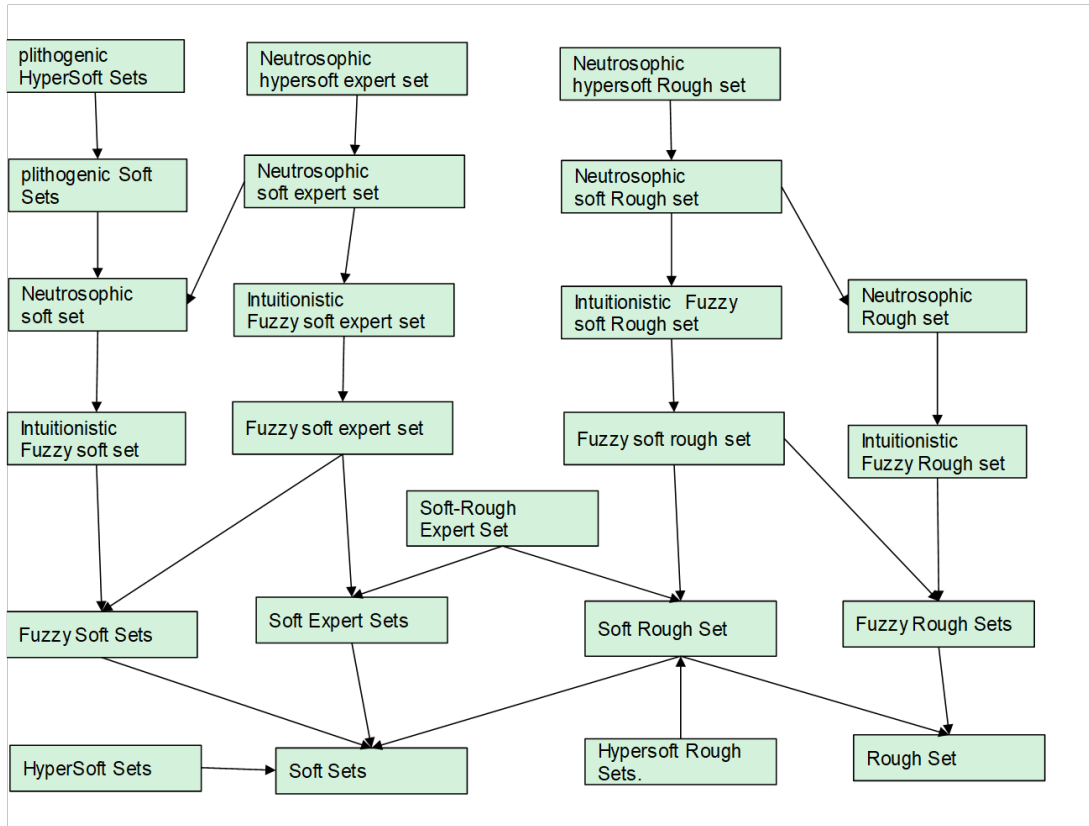 plithogenic
HyperSoft Sets
Neutrosophic
hypersoft expert set
Neutrosophic
hypersoft Rough set
plithogenic Soft
Sets
Neutrosophic
soft expert set
Neutrosophic
soft Rough set
Neutrosophic
soft set
Intuitionistic
Fuzzy soft expert set
Intuitionistic Fuzzy
soft Rough set
Neutrosophic
Rough set
Intuitionistic
Fuzzy soft set
Fuzzy soft expert set
Fuzzy soft rough set
Intuitionistic
Fuzzy Rough set
Soft-Rough
Expert Set
Fuzzy Soft Sets
Soft Expert Sets
Soft Rough Set
Fuzzy Rough Sets
HyperSoft Sets
Soft Sets
Hypersoft Rough
Sets.
Rough Set